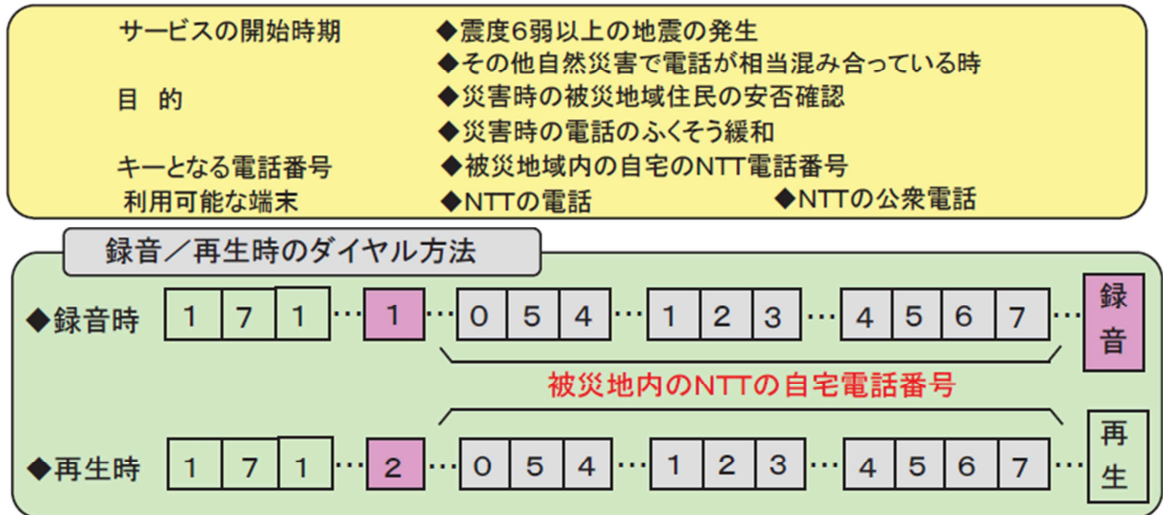 サービスの開始時期 ◆震度6弱以上の地震の発生
◆その他自然災害で電話が相当混み合っている時
目 的 ◆災害時の被災地域住民の安否確認
◆災害時の電話のふくそう緩和
キーとなる電話番号 ◆被災地域内の自宅のNTT電話番号
利用可能な端末 ◆NTTの電話 ◆NTTの公衆電話
録音/再生時のダイヤル方法
◆録音時 1 7 1 … 1 … 0 5 4 … 1 2 3 … 4 5 6 7 … 録音
被災地内のNTTの自宅電話番号
◆再生時 1 7 1 … 2 … 0 5 4 … 1 2 3 … 4 5 6 7 … 再生